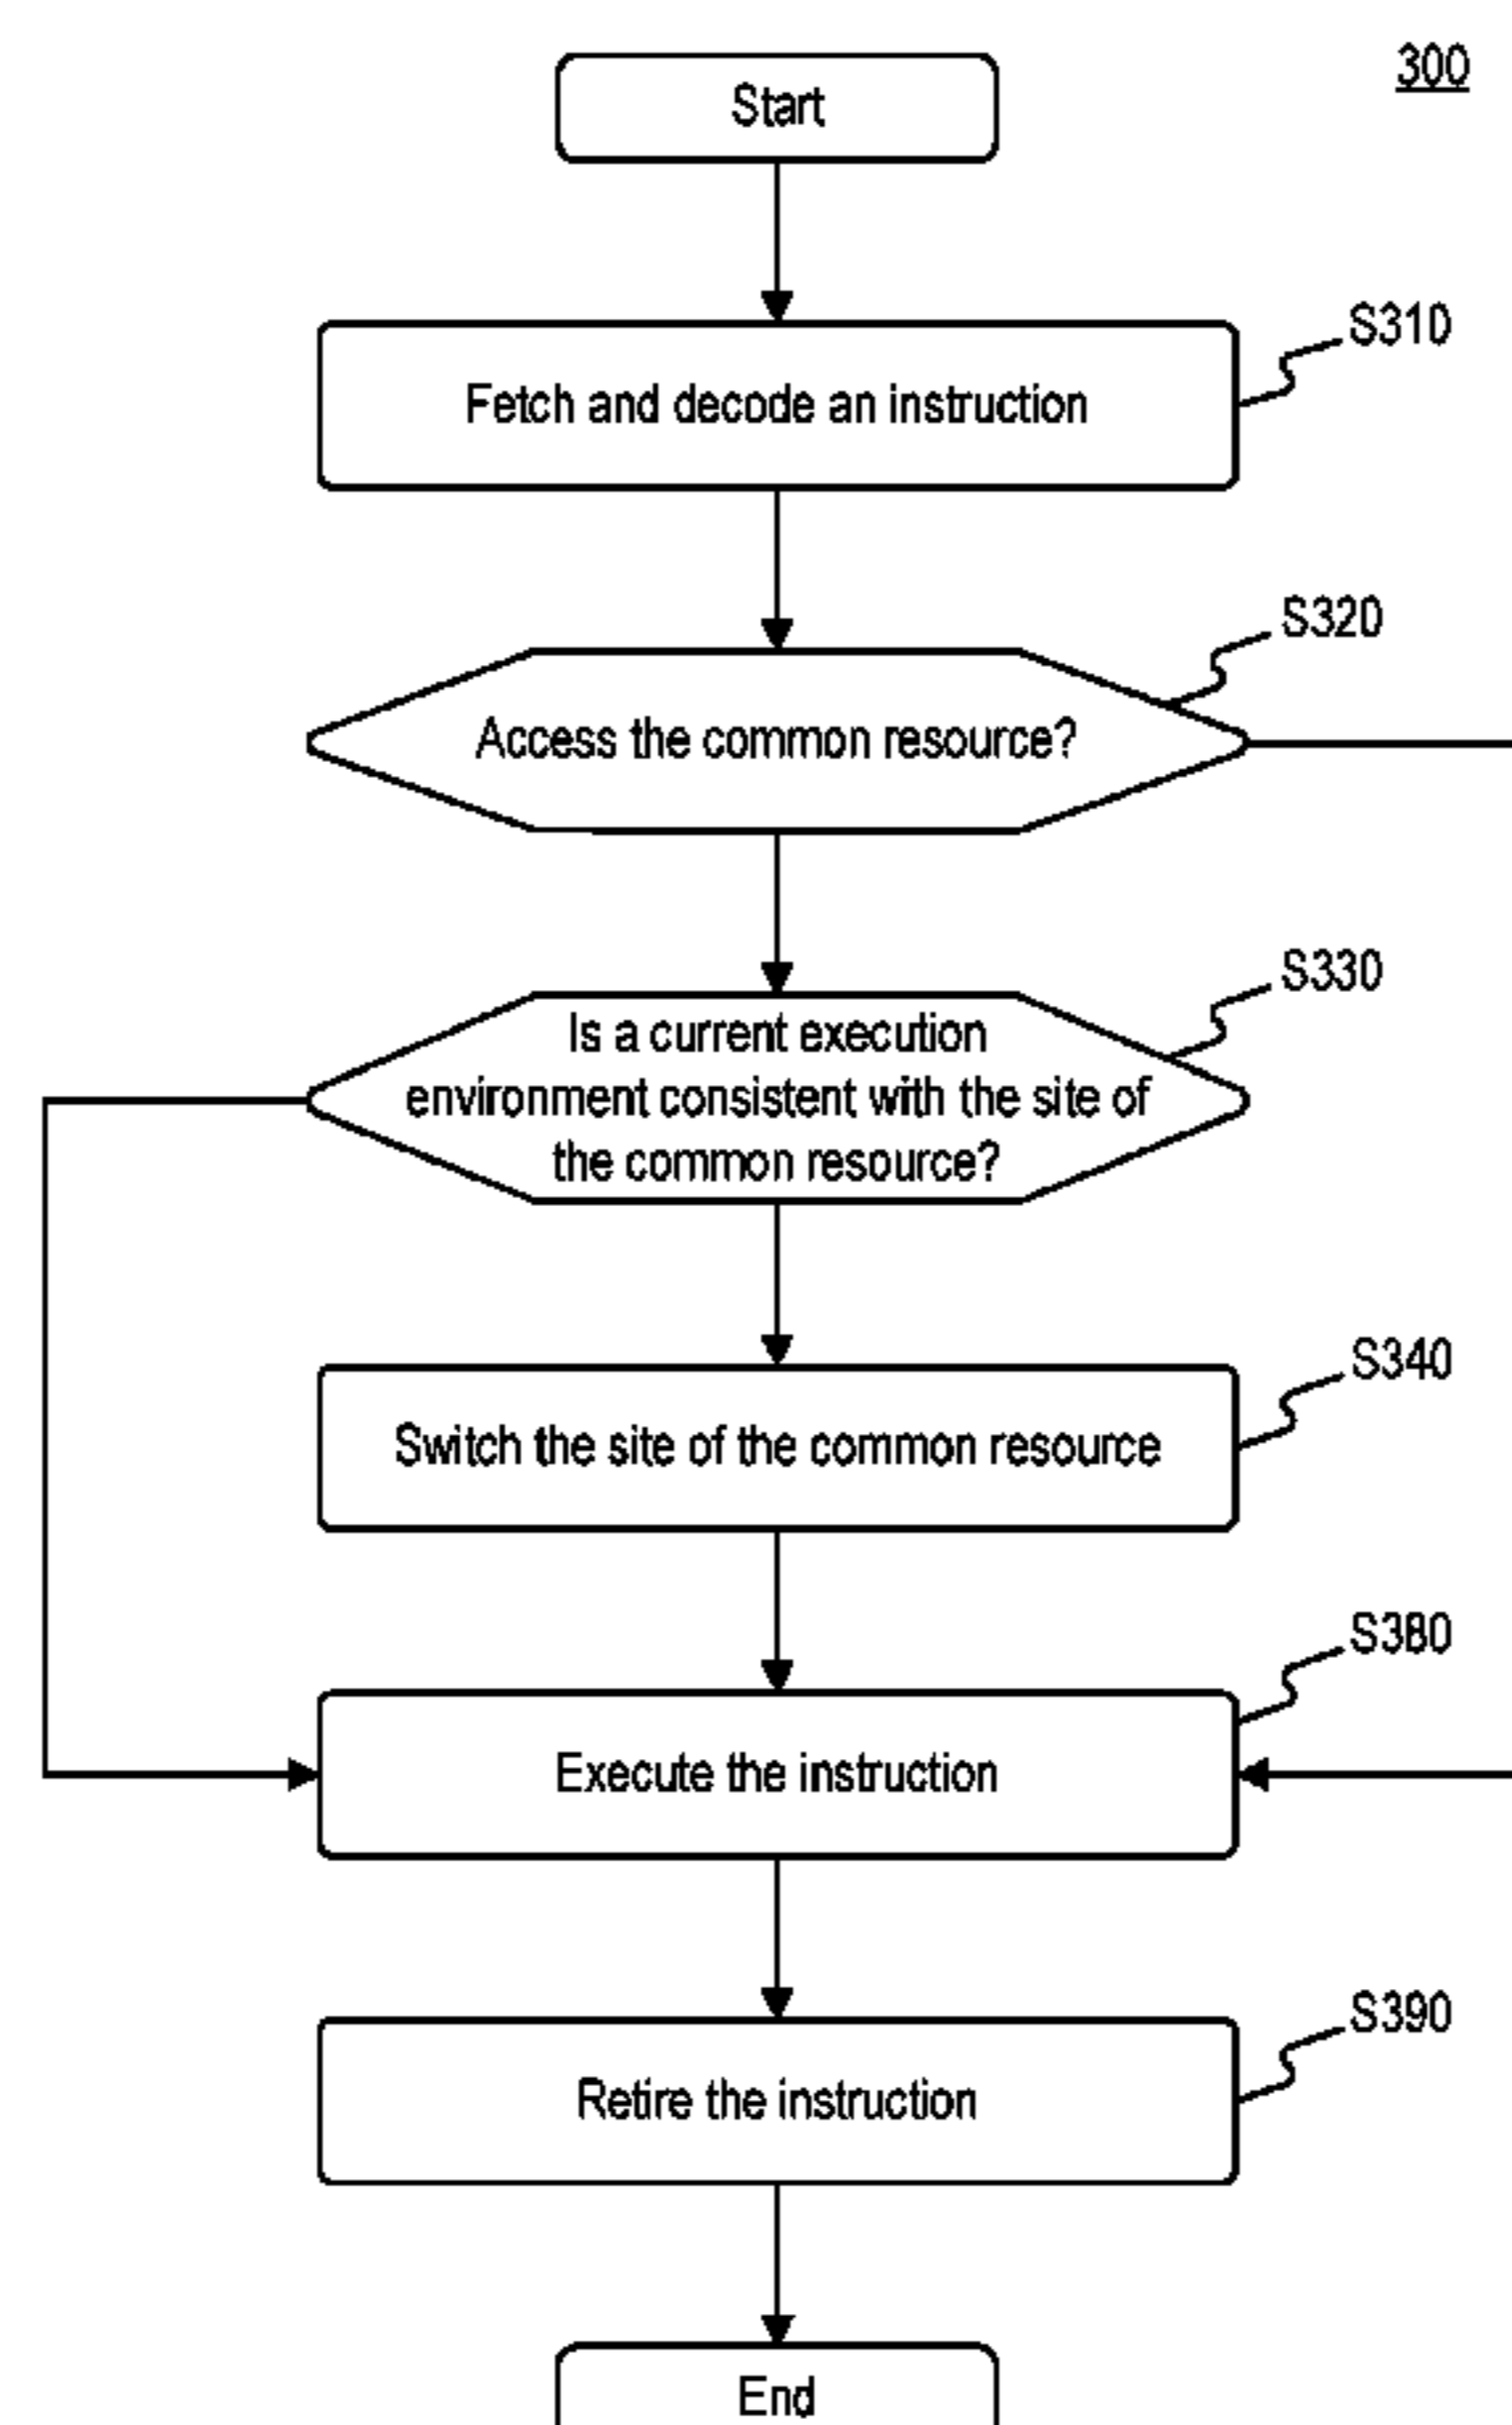 300
Start
S310
Fetch and decode an instruction
S320
Access the common resource?
S330
Is a current execution
environment consistent with the site of
the common resource?
S340
Switch the site of the common resource
S380
Execute the instruction
S390
Retire the instruction
End